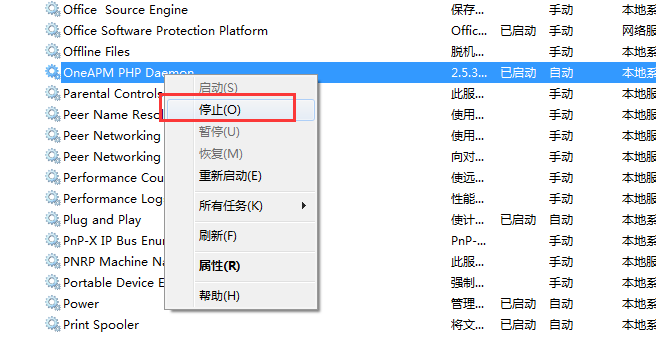 Office  Source Engine 保存... 手动 本地系
Office Software Protection Platform Offic... 已启动 手动 网络服
Offline Files 脱机... 手动 本地系
OneAPM PHP Daemon 2.5.3... 已启动 自动 本地系
启动(S)
Parental Controls 此服... 手动 本地服
停止(O)
Peer Name Reso 使用... 手动 本地服
暂停(U)
Peer Networking 使用... 手动 本地服
恢复(M)
Peer Networking 向对... 手动 本地服
重新启动(E)
Performance Cou 使远... 手动 本地服
Performance Log 性能... 手动 本地服
所有任务(K)
Plug and Play 使计... 已启动 自动 本地系
刷新(F)
PnP-X IP Bus Enum PnP-... 手动 本地系
PNRP Machine Na 此服... 手动 本地服
属性(R)
Portable Device E 强制... 手动 本地系
帮助(H)
Power 管理... 已启动 自动 本地系
Print Spooler 将文... 已启动 自动 本地系